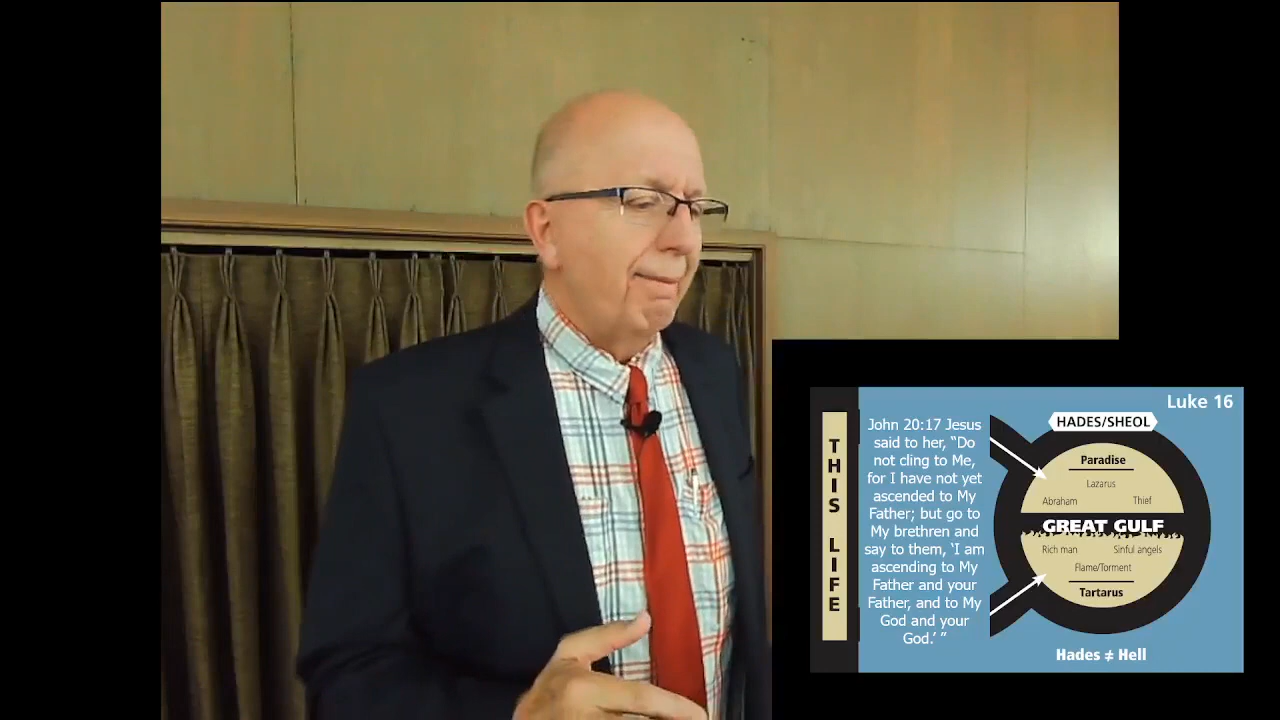 Luke 16
THIS LIFE
John 20:17 Jesus
said to her, “Do
not cling to Me,
for I have not yet
ascended to My
Father; but go to
My brethren and
say to them, ‘I am
ascending to My
Father and your
Father, and to My
God and your
God.’ ”
HADES/SHEOL
Paradise
Lazarus
Abraham Thief
GREAT GULF
Rich man Sinful angels
Flame/Torment
Tartarus
Hades ≠ Hell